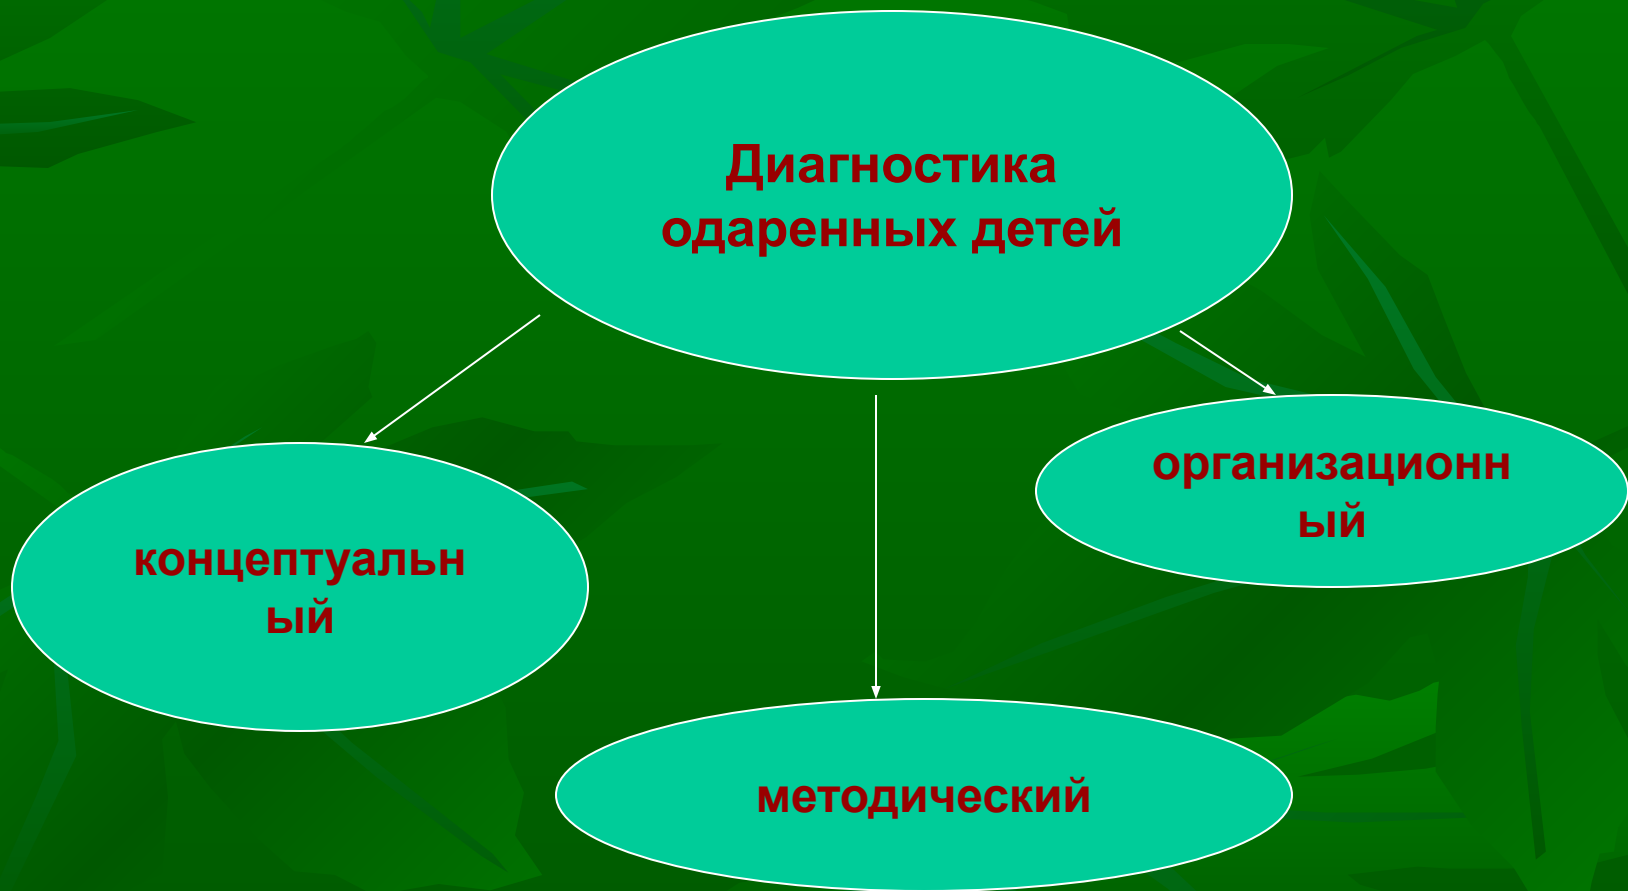 Диагностика
одаренных детей
организационн
ый
концептуальн
ый
методический